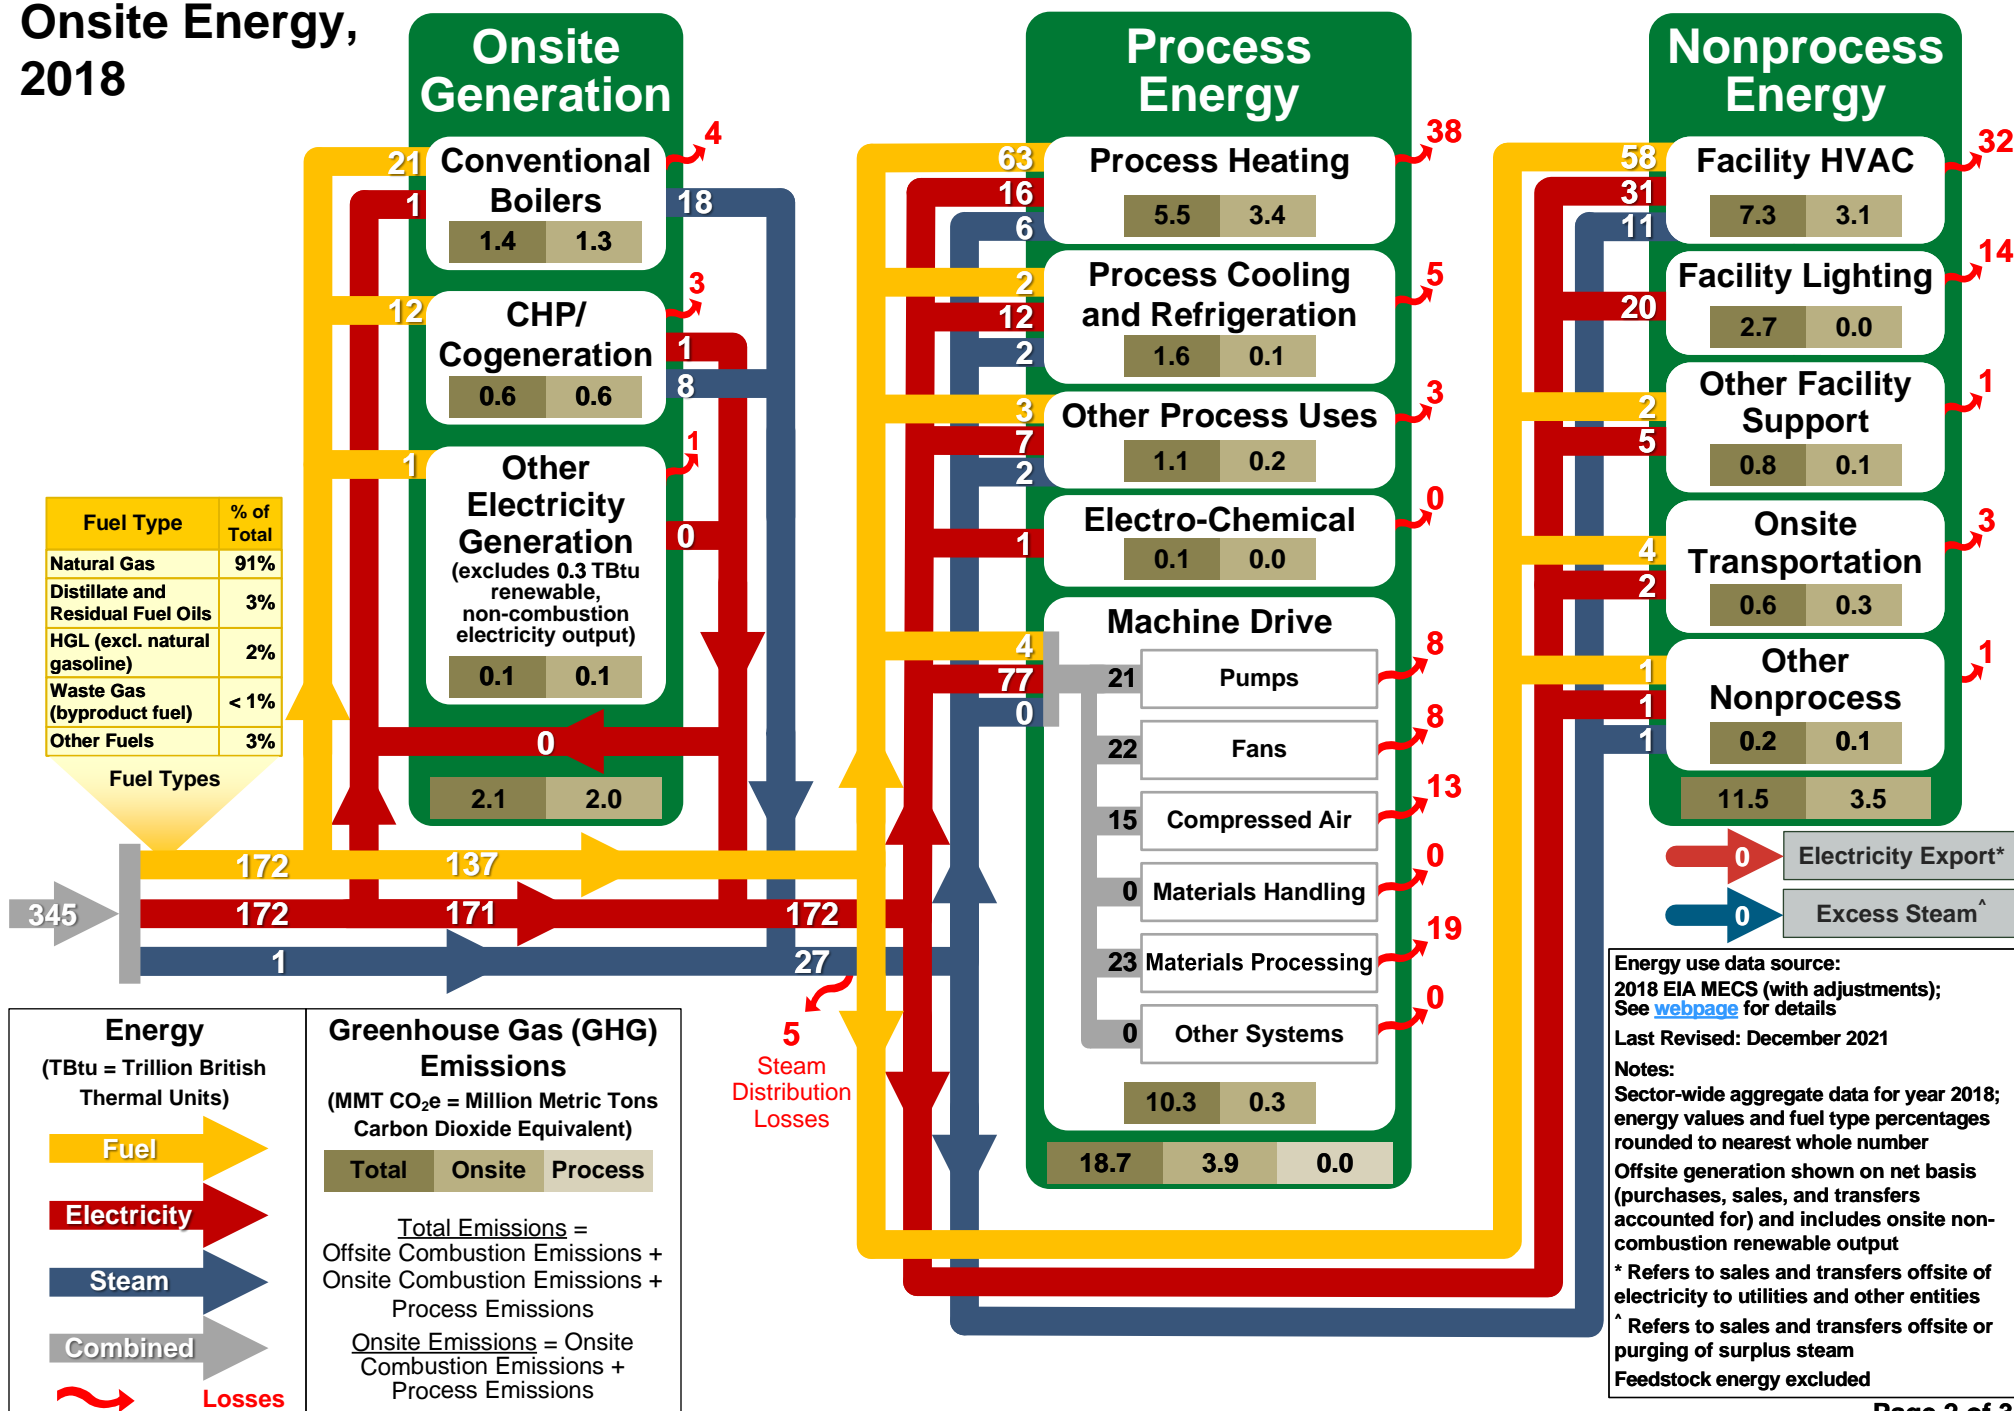 Onsite Energy,
2018
Onsite
Generation
21
1
Conventional
Boilers
1.4 1.3
4
18
12
CHP/
Cogeneration
0.6 0.6
3
1
8
1
Other
Electricity
Generation
(excludes 0.3 TBtu
renewable,
non-combustion
electricity output)
0.1 0.1
1
0
0
2.1 2.0
Fuel Type % of
Total
Natural Gas 91%
Distillate and
Residual Fuel Oils 3%
HGL (excl. natural
gasoline) 2%
Waste Gas
(byproduct fuel) < 1%
Other Fuels 3%
Fuel Types
345
172 137
172 171 172
1 27
5
Steam
Distribution
Losses
Process
Energy
63
16
6
Process Heating
5.5 3.4
38
2
12
2
Process Cooling
and Refrigeration
1.6 0.1
5
3
7
2
Other Process Uses
1.1 0.2
3
1
Electro-Chemical
0.1 0.0
0
4
77
0
Machine Drive
21 Pumps 8
22 Fans 8
15 Compressed Air 13
0 Materials Handling 0
23 Materials Processing 19
0 Other Systems 0
10.3 0.3
18.7 3.9 0.0
Nonprocess
Energy
58
31
11
Facility HVAC
7.3 3.1
32
20
Facility Lighting
2.7 0.0
14
2
5
Other Facility
Support
0.8 0.1
1
4
2
Onsite
Transportation
0.6 0.3
3
1
1
1
Other
Nonprocess
0.2 0.1
1
11.5 3.5
0 Electricity Export*
0 Excess Steam^
Energy
(TBtu = Trillion British
Thermal Units)
Fuel
Electricity
Steam
Combined
Losses
Greenhouse Gas (GHG)
Emissions
(MMT CO₂e = Million Metric Tons
Carbon Dioxide Equivalent)
Total Onsite Process
Total Emissions =
Offsite Combustion Emissions +
Onsite Combustion Emissions +
Process Emissions
Onsite Emissions = Onsite
Combustion Emissions +
Process Emissions
Energy use data source:
2018 EIA MECS (with adjustments);
See webpage for details
Last Revised: December 2021
Notes:
Sector-wide aggregate data for year 2018;
energy values and fuel type percentages
rounded to nearest whole number
Offsite generation shown on net basis
(purchases, sales, and transfers
accounted for) and includes onsite non-
combustion renewable output
* Refers to sales and transfers offsite of
electricity to utilities and other entities
^ Refers to sales and transfers offsite or
purging of surplus steam
Feedstock energy excluded
Page 2 of 3